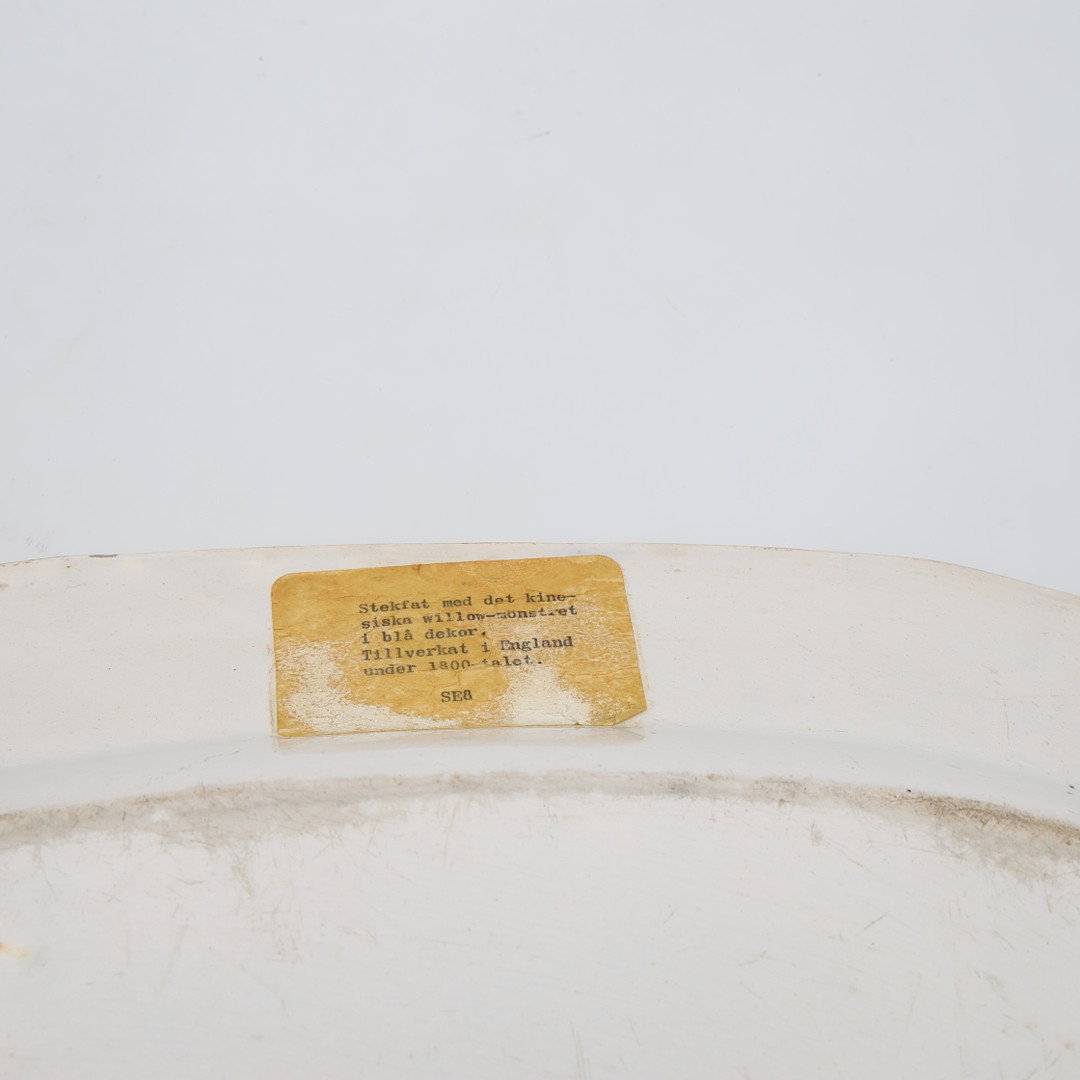 Stekfat med det kine-
siska willow-mönstret
i blå dekor.
Tillverkat i England
under 1800-talet.
SE8